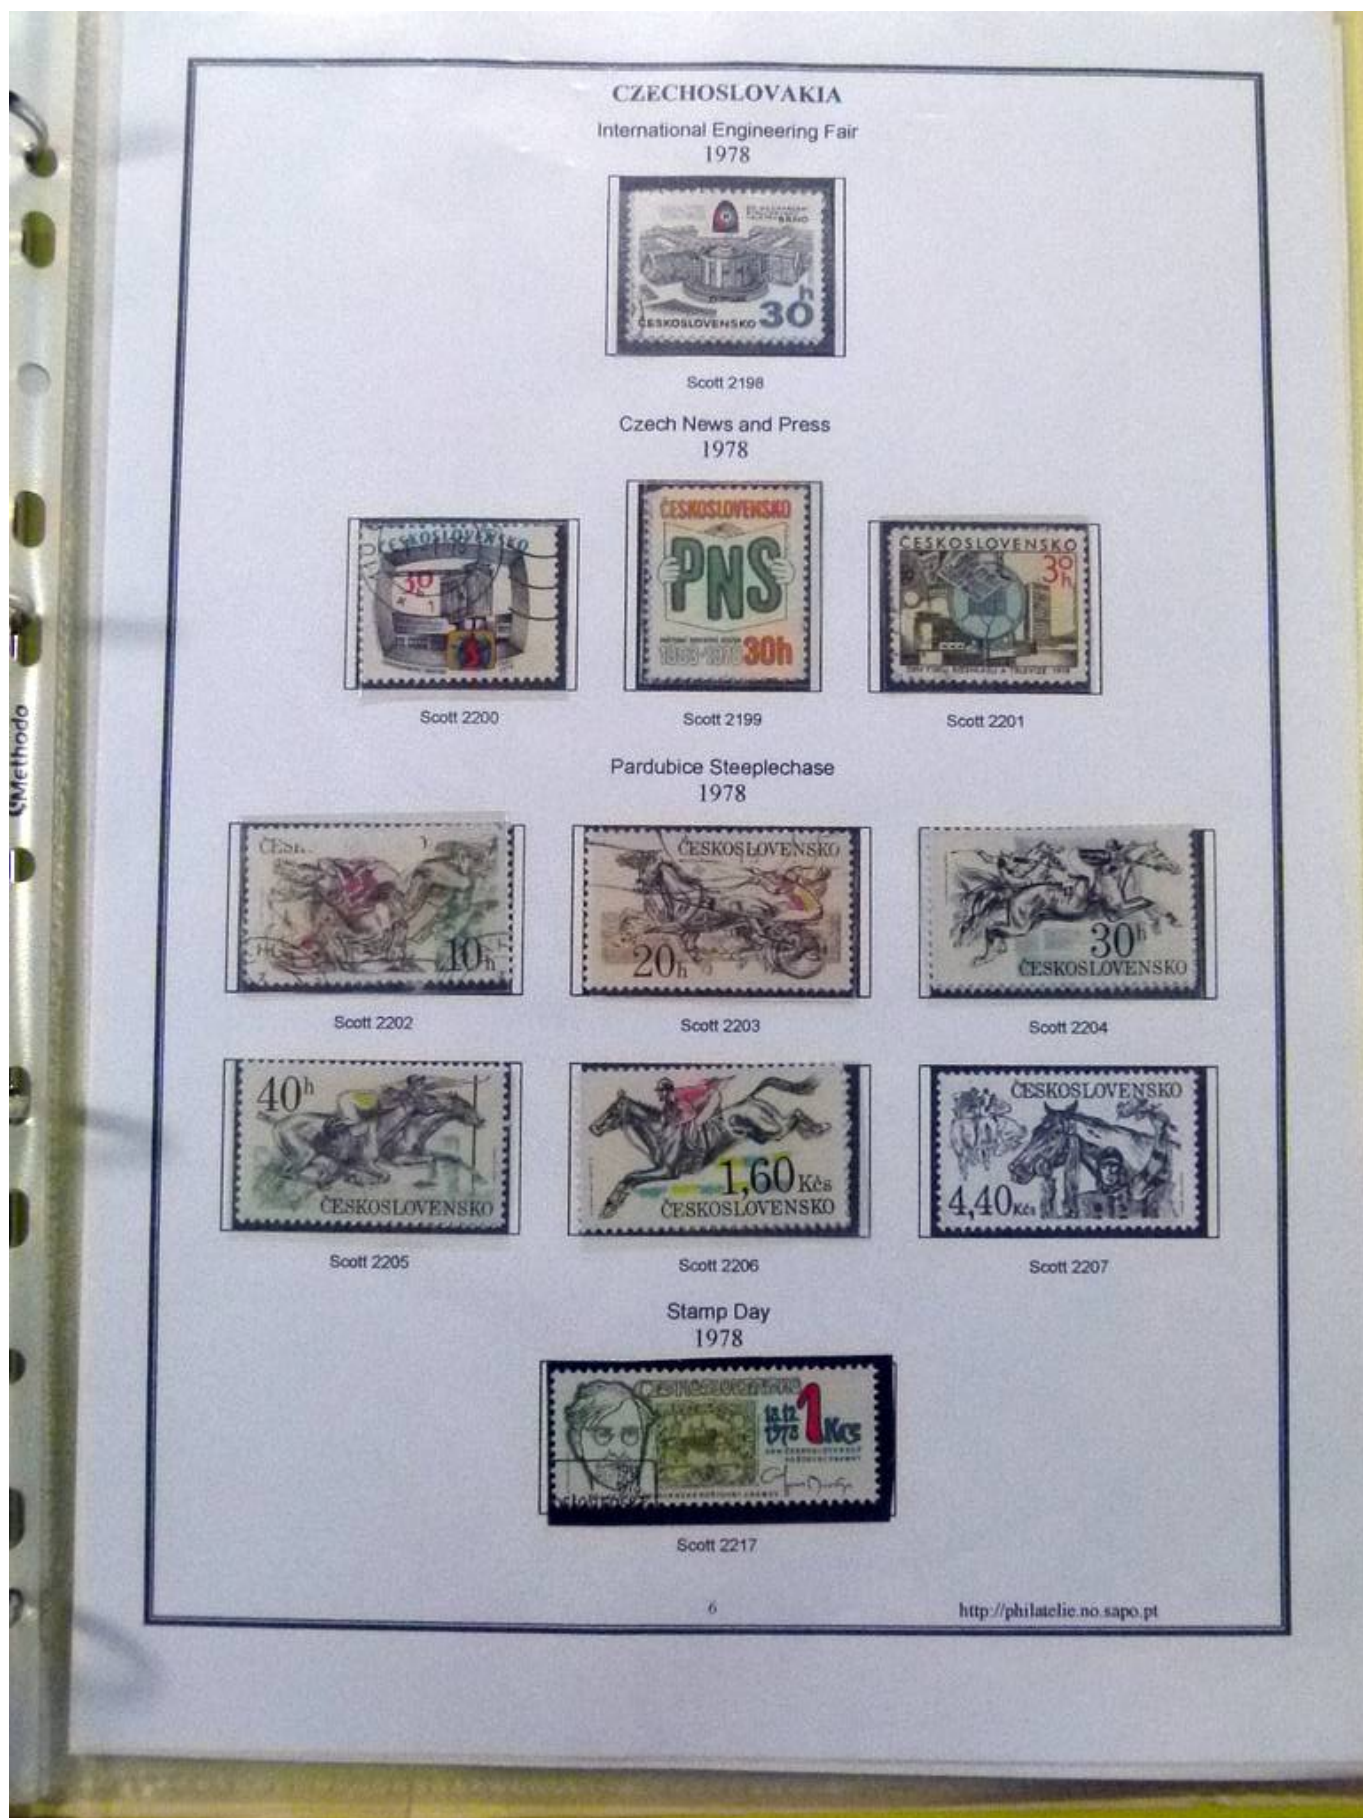 CZECHOSLOVAKIA
International Engineering Fair
1978
BRNO
ČESKOSLOVENSKO 30h
Scott 2198
Czech News and Press
1978
ČESKOSLOVENSKO
30
Scott 2200
ČESKOSLOVENSKO
PNS
30h
Scott 2199
ČESKOSLOVENSKO
30h
Scott 2201
Pardubice Steeplechase
1978
10h
Scott 2202
ČESKOSLOVENSKO
20h
Scott 2203
30h
ČESKOSLOVENSKO
Scott 2204
40h
ČESKOSLOVENSKO
Scott 2205
1,60 Kčs
ČESKOSLOVENSKO
Scott 2206
ČESKOSLOVENSKO
4,40 Kčs
Scott 2207
Stamp Day
1978
18.12.
1978
1 Kčs
Scott 2217
6
http://philatelie.no.sapo.pt
Methodo